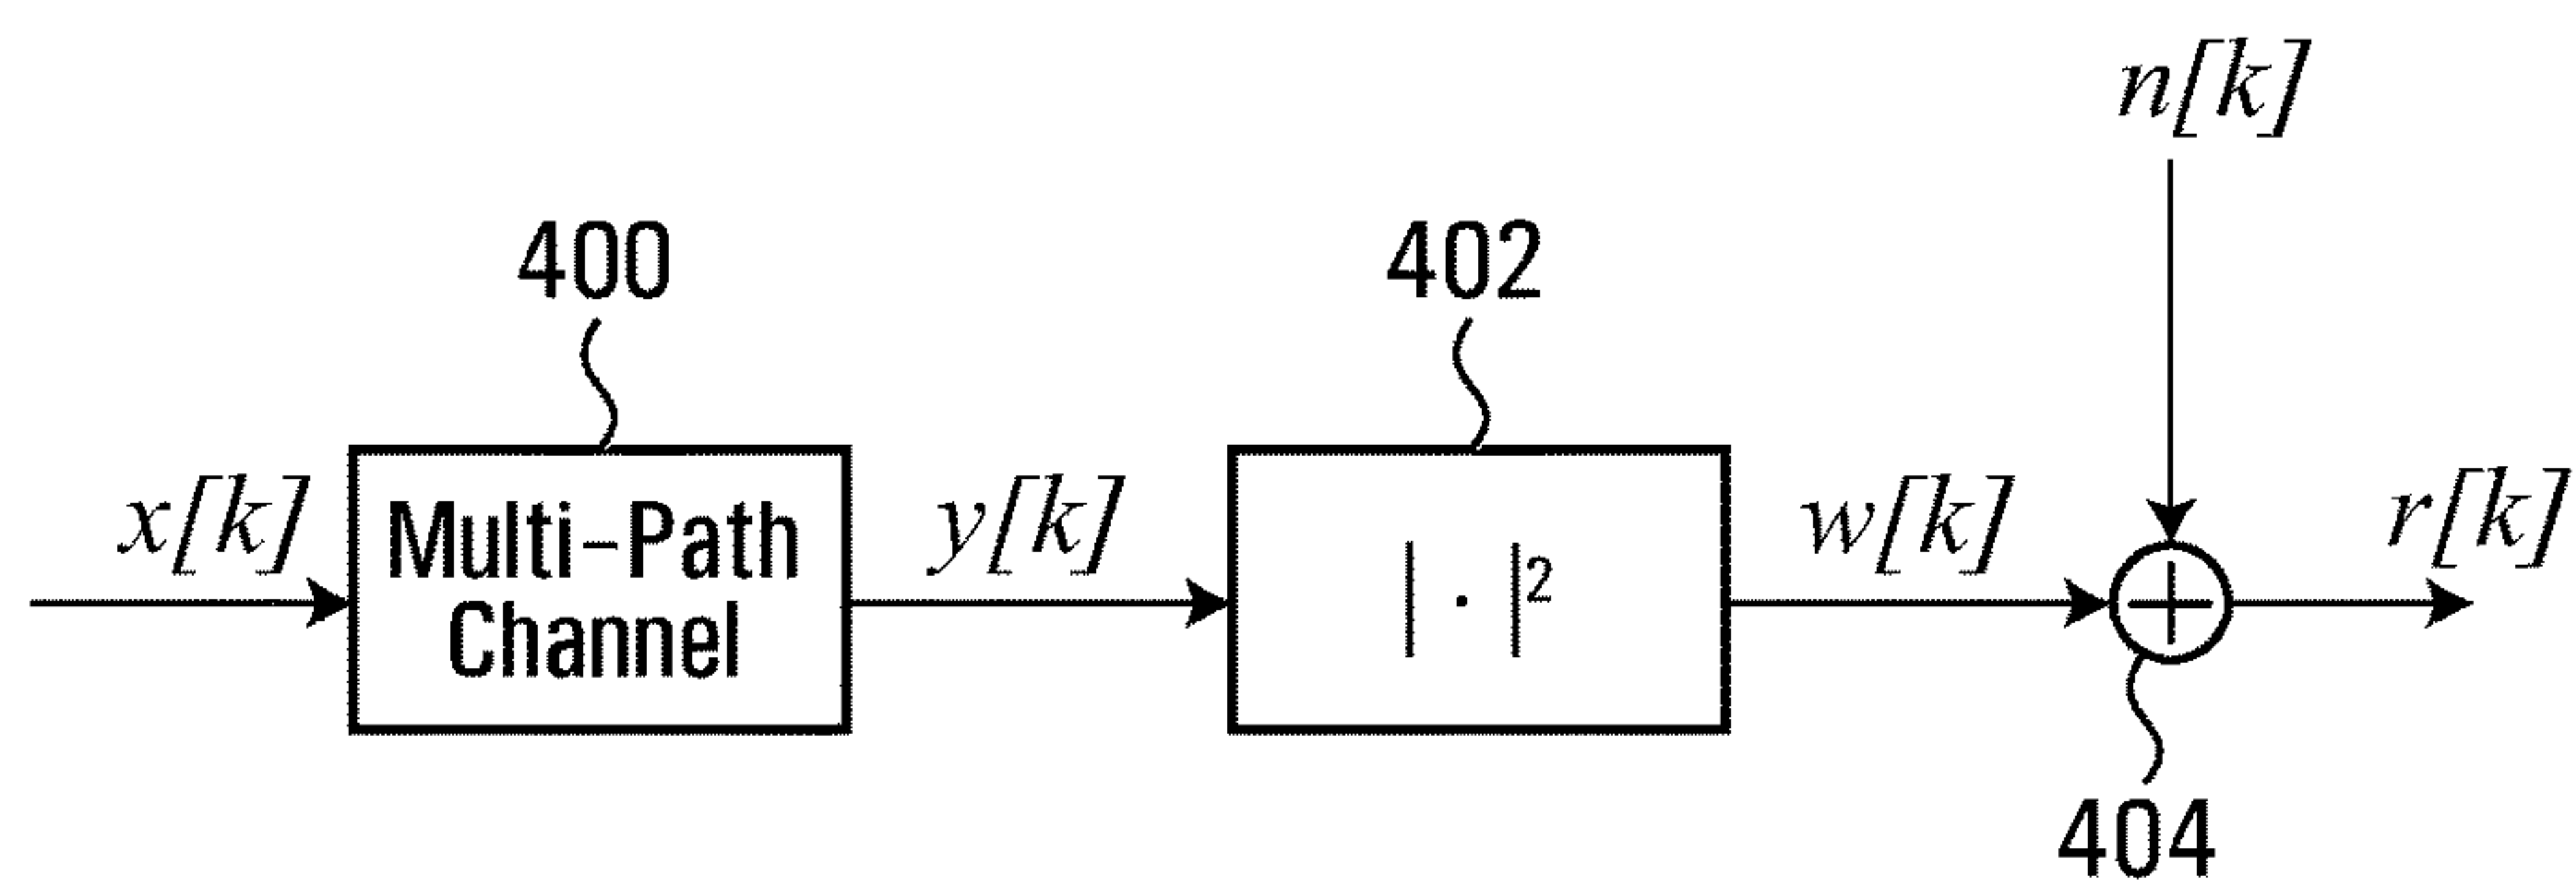 n[k]
400
402
x[k]
Multi-Path
Channel
y[k]
| · |²
w[k]
r[k]
404